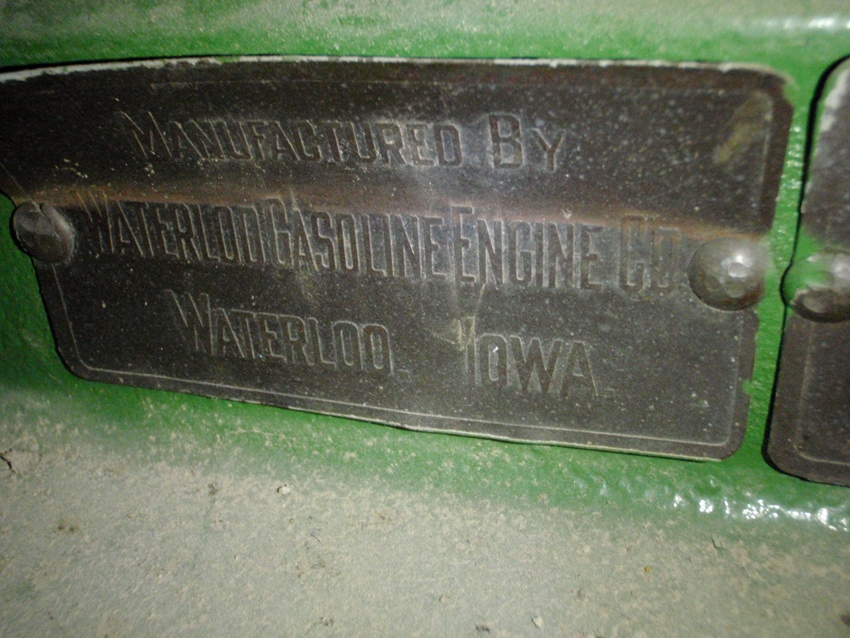 MANUFACTURED BY
WATERLOO GASOLINE ENGINE CO.
WATERLOO, IOWA.